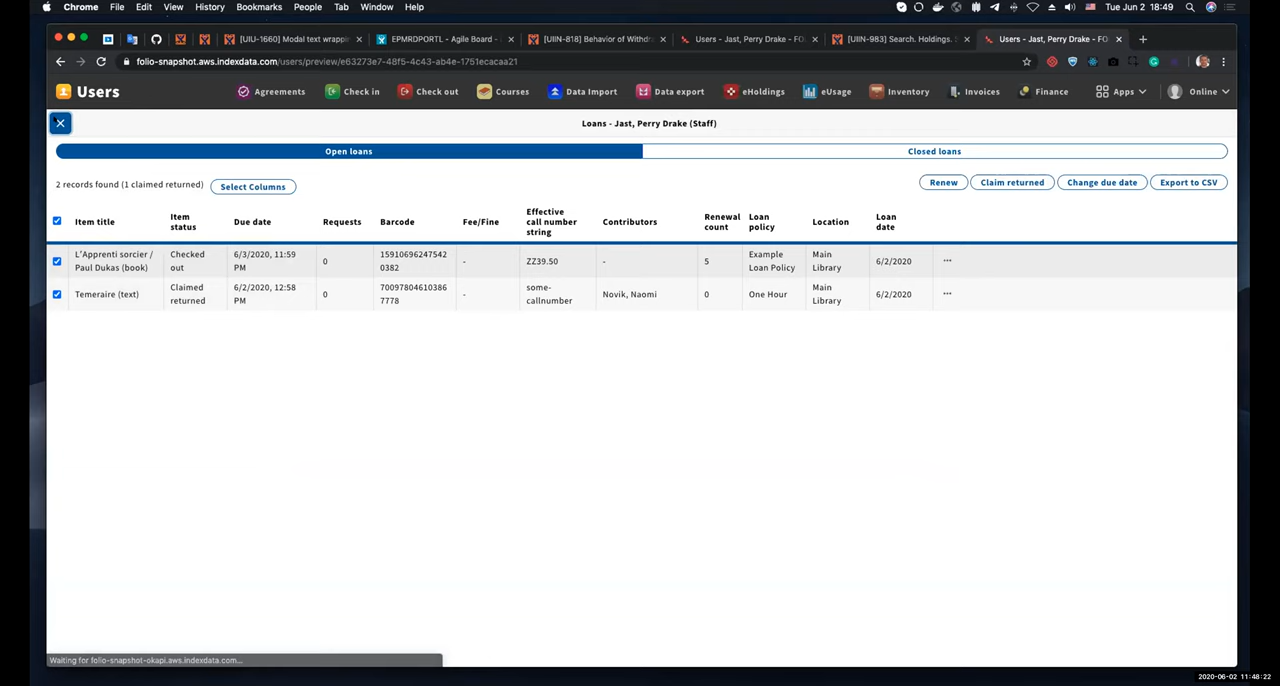 Chrome File Edit View History Bookmarks People Tab Window Help Tue Jun 2 18:49
[UIU-1660] Modal text wrappin EPMRDPORTL - Agile Board - [UIIN-818] Behavior of Withdra Users - Jast, Perry Drake - FO [UIIN-983] Search. Holdings. Users - Jast, Perry Drake - FO
folio-snapshot.aws.indexdata.com/users/preview/e63273e7-48f5-4c43-ab4e-1751ecacaa21
Users Agreements Check in Check out Courses Data Import Data export eHoldings eUsage Inventory Invoices Finance Apps Online
Loans - Jast, Perry Drake (Staff)
Open loans Closed loans
2 records found (1 claimed returned) Select Columns Renew Claim returned Change due date Export to CSV
Item title Item status Due date Requests Barcode Fee/Fine Effective call number string Contributors Renewal count Loan policy Location Loan date
L'Apprenti sorcier / Checked 6/3/2020, 11:59 15910696247542 Example Main
Paul Dukas (book) out PM 0 0382 - ZZ39.50 - 5 Loan Policy Library 6/2/2020 ...
Temeraire (text) Claimed 6/2/2020, 12:58 0 70097804610386 - some- Novik, Naomi 0 One Hour Main 6/2/2020 ...
returned PM 7778 callnumber Library
Waiting for folio-snapshot-okapi.aws.indexdata.com...
2020-06-02 11:48:22